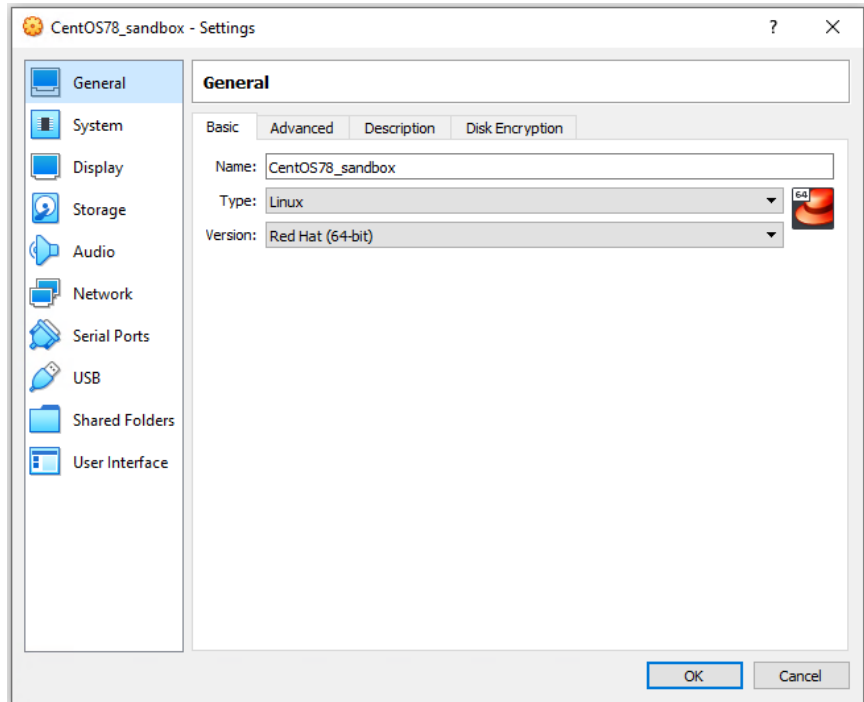 CentOS78_sandbox - Settings
?
General
System
Display
Storage
Audio
Network
Serial Ports
USB
Shared Folders
User Interface
General
Basic Advanced Description Disk Encryption
Name: CentOS78_sandbox
Type: Linux
64
Version: Red Hat (64-bit)
OK Cancel